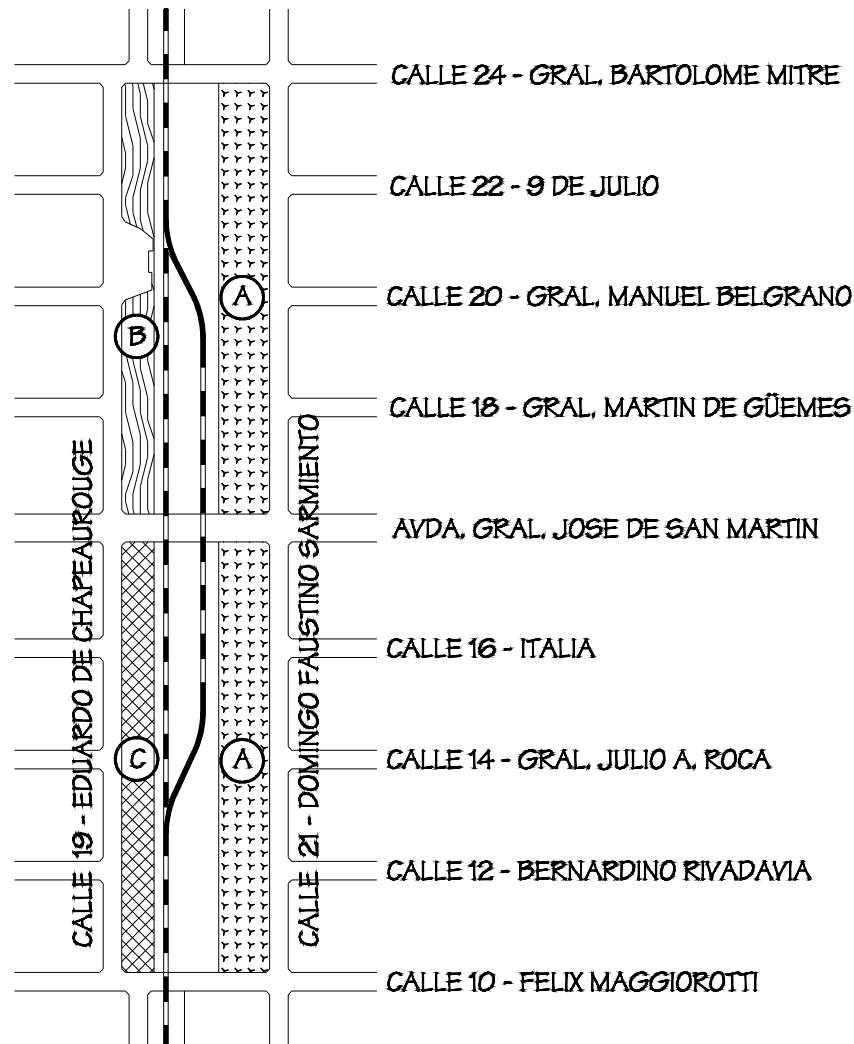 CALLE 24 - GRAL. BARTOLOME MITRE
CALLE 22 - 9 DE JULIO
A
CALLE 20 - GRAL. MANUEL BELGRANO
B
CALLE 18 - GRAL. MARTIN DE GÜEMES
CALLE 19 - EDUARDO DE CHAPEAUROUGE
CALLE 21 - DOMINGO FAUSTINO SARMIENTO
AVDA. GRAL. JOSE DE SAN MARTIN
CALLE 16 - ITALIA
C
A
CALLE 14 - GRAL. JULIO A. ROCA
CALLE 12 - BERNARDINO RIVADAVIA
CALLE 10 - FELIX MAGGIOROTTI